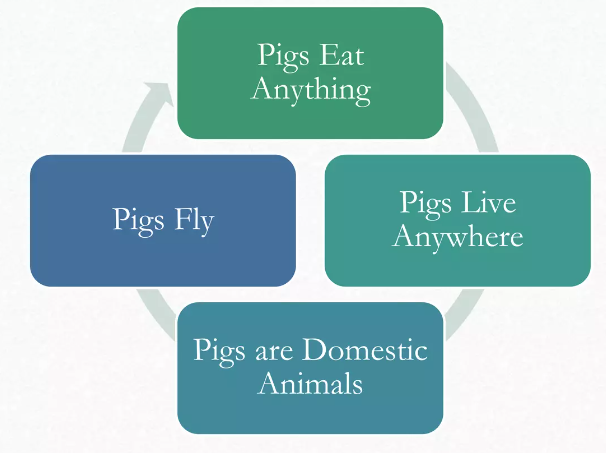 Pigs Eat
Anything
Pigs Live
Anywhere
Pigs are Domestic
Animals
Pigs Fly